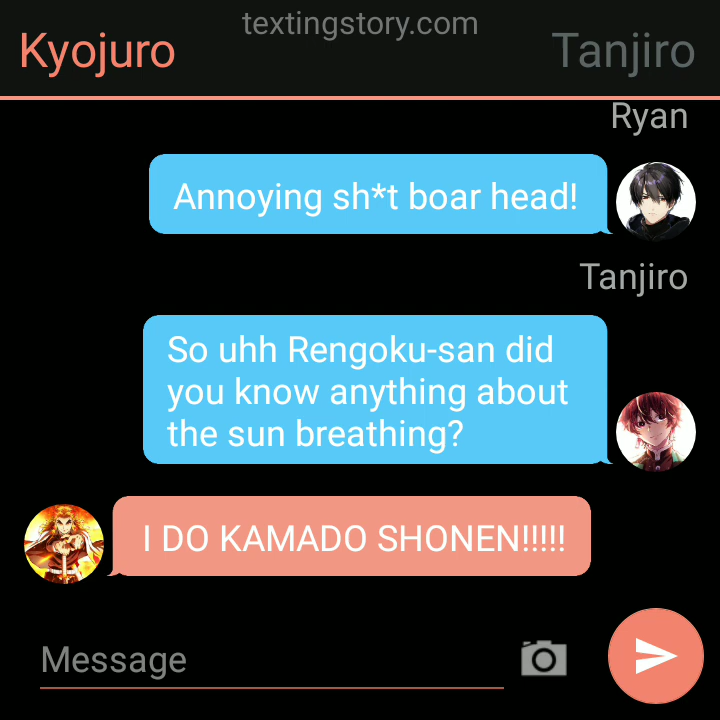 textingstory.com
Kyojuro
Tanjiro
Ryan
Annoying sh*t boar head!
Tanjiro
So uhh Rengoku-san did
you know anything about
the sun breathing?
I DO KAMADO SHONEN!!!!!
Message